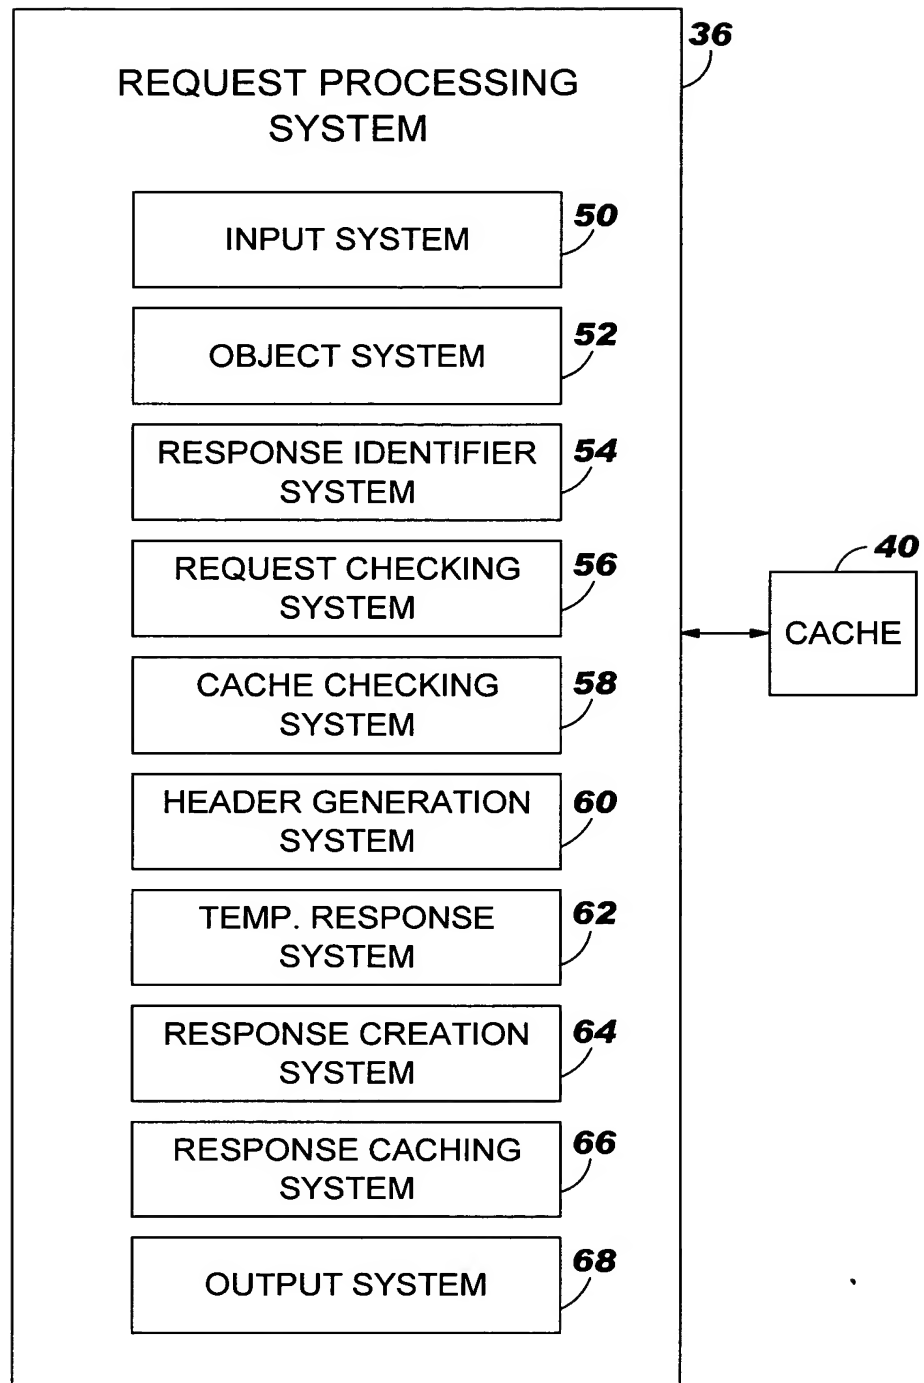 36
REQUEST PROCESSING
SYSTEM
INPUT SYSTEM
50
OBJECT SYSTEM
52
RESPONSE IDENTIFIER
SYSTEM
54
REQUEST CHECKING
SYSTEM
56
40
CACHE
CACHE CHECKING
SYSTEM
58
HEADER GENERATION
SYSTEM
60
TEMP. RESPONSE
SYSTEM
62
RESPONSE CREATION
SYSTEM
64
RESPONSE CACHING
SYSTEM
66
OUTPUT SYSTEM
68